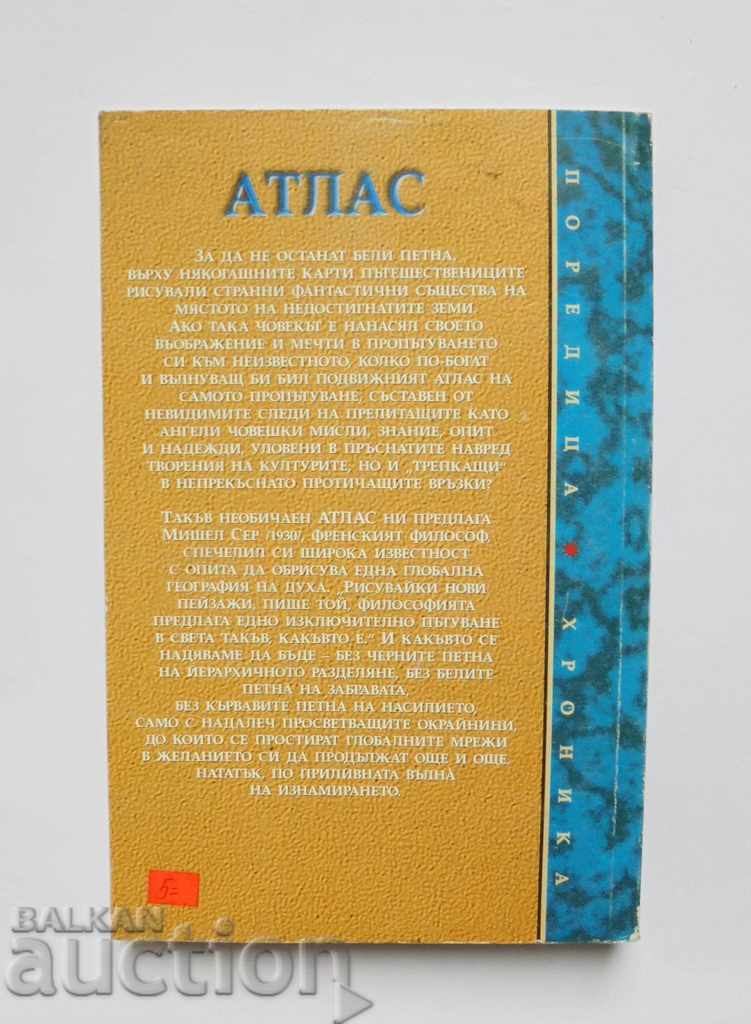 АТЛАС
За да не останат бели петна,
върху някогашните карти пътешествениците
рисували странни фантастични същества на
мястото на недостигнатите земи.
Ако така човекът е нанасял своето
въображение и мечти в пропътуването
си към неизвестното, колко по-богат
и вълнуващ би бил подвижният атлас на
самото пропътуване, съставен от
невидимите следи на прелитащите като
ангели човешки мисли, знание, опит
и надежди, уловени в пръснатите навред
творения на културите, но и „трепкащи“
в непрекъснато протичащите връзки?
Такъв необичаен АТЛАС ни предлага
Мишел Сер /1930/, френският философ,
спечелил си широка известност
с опита да обрисува една глобална
география на духа. „Рисувайки нови
пейзажи, пише той, философията
предлага едно изключително пътуване
в света такъв, какъвто е.“ И какъвто се
надяваме да бъде – без черните петна
на йерархичното разделяне, без белите
петна на забравата,
без кървавите петна на насилието,
само с надалеч просветващите окрайнини,
до които се простират глобалните мрежи
в желанието си да продължат още и още
нататък, по приливната вълна
на изнамирането.
ПОРЕДИЦА * ХРОНИКА
5=
BALKAN
auction